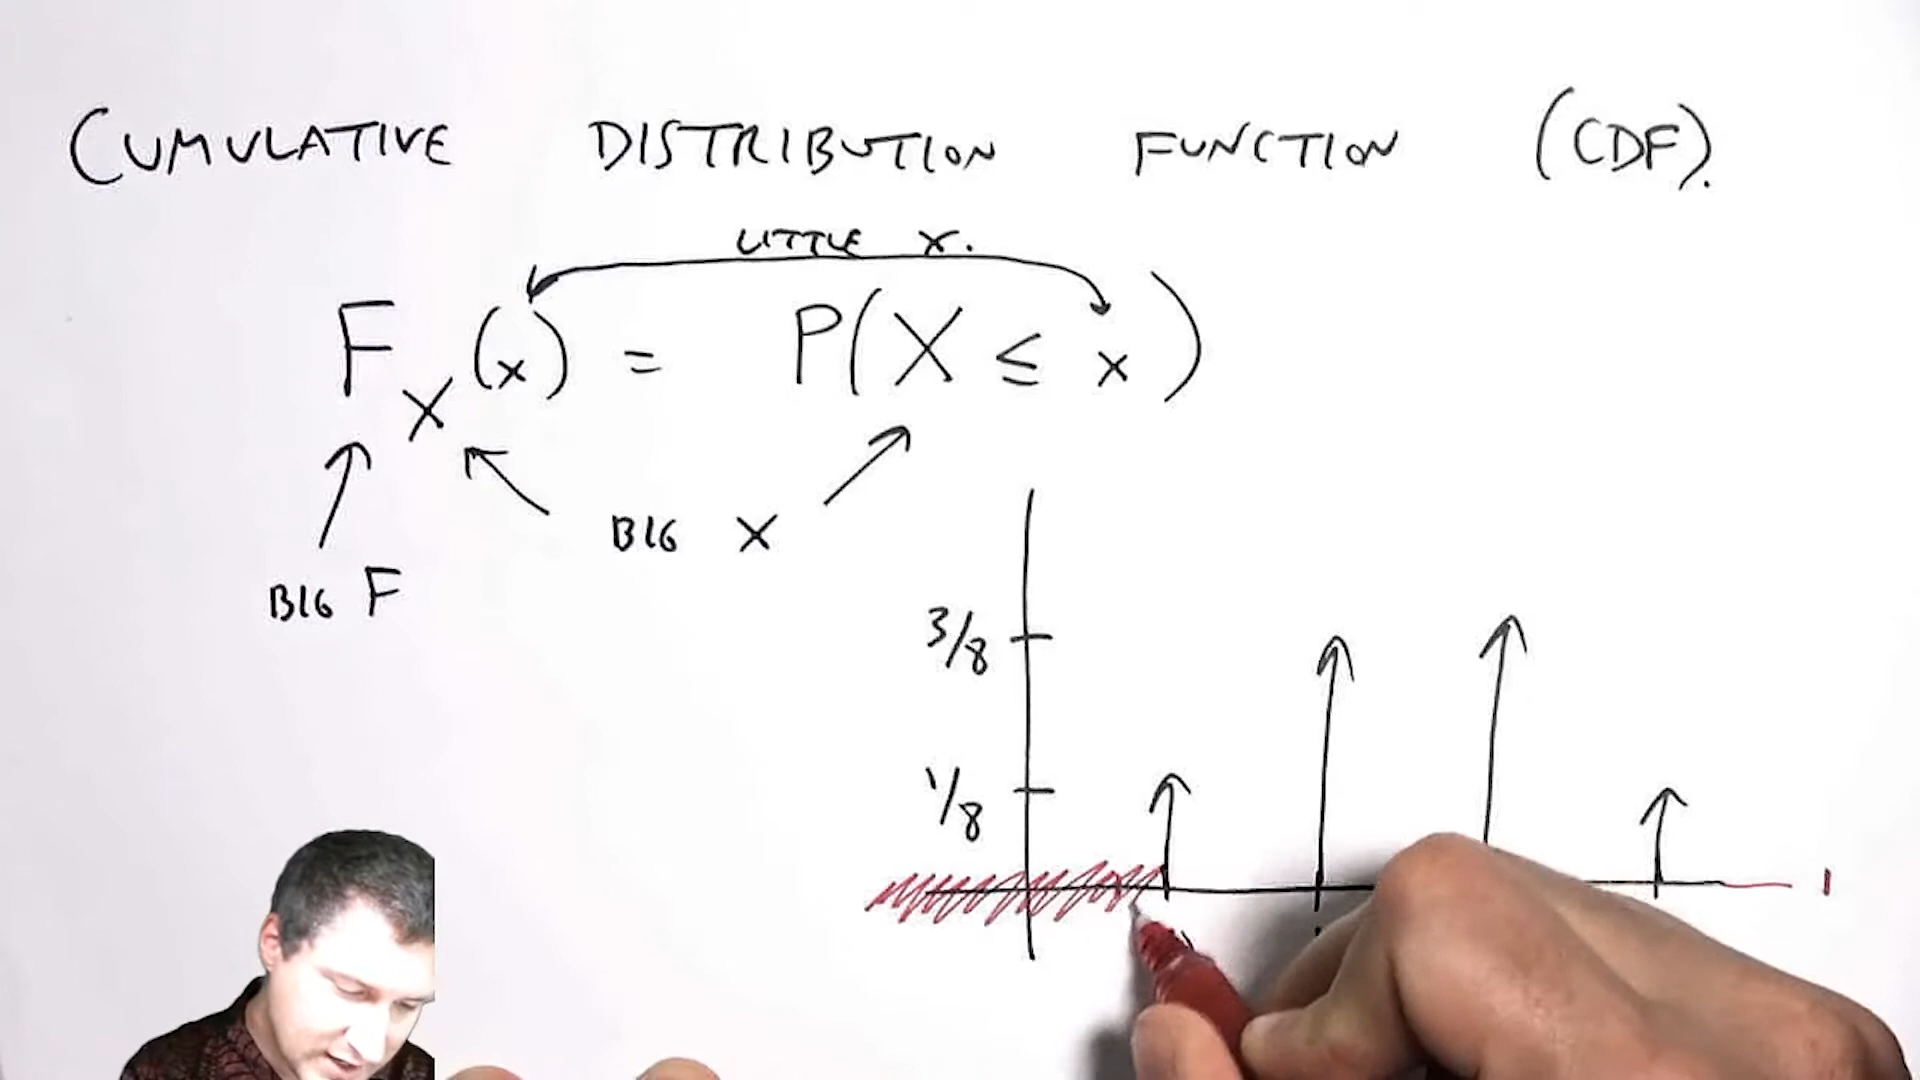 CUMULATIVE DISTRIBUTION FUNCTION (CDF).
LITTLE x.
F_X (x) = P(X ≤ x)
BIG X
BIG F
3/8
1/8